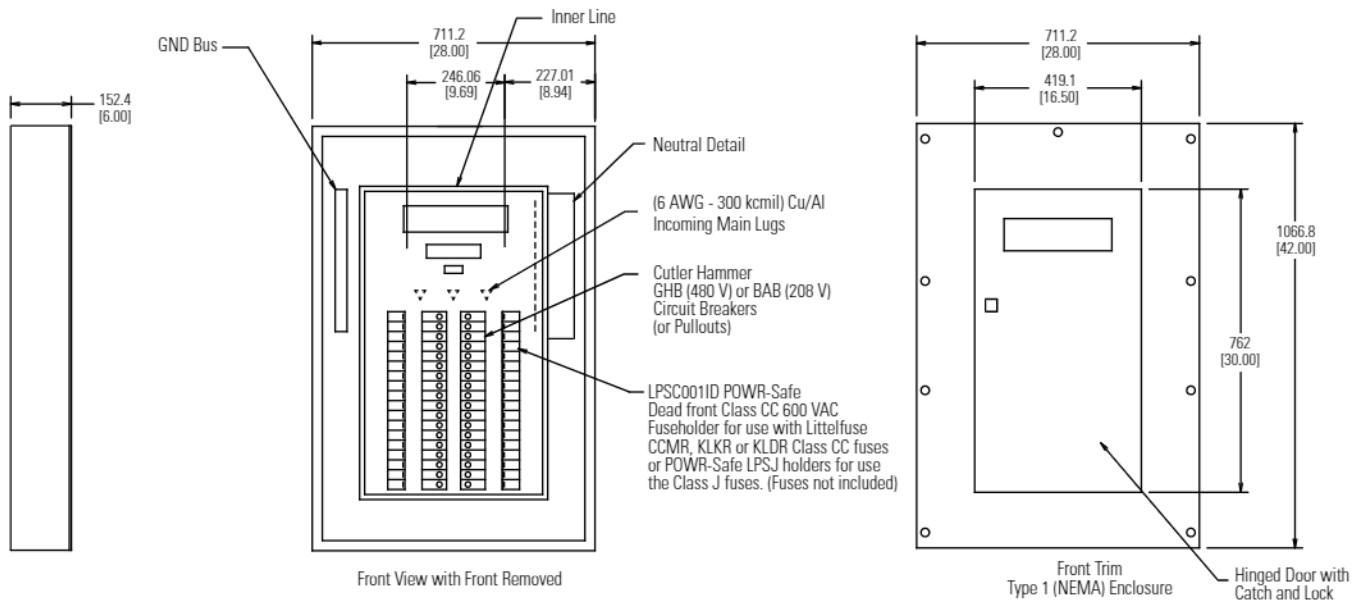 152.4
[6.00]
GND Bus
711.2
[28.00]
Inner Line
246.06
[9.69]
227.01
[8.94]
Neutral Detail
(6 AWG - 300 kcmil) Cu/Al
Incoming Main Lugs
Cutler Hammer
GHB (480 V) or BAB (208 V)
Circuit Breakers
(or Pullouts)
LPSC001ID POWR-Safe
Dead front Class CC 600 VAC
Fuseholder for use with Littelfuse
CCMR, KLKR or KLDR Class CC fuses
or POWR-Safe LPSJ holders for use
the Class J fuses. (Fuses not included)
Front View with Front Removed
711.2
[28.00]
419.1
[16.50]
1066.8
[42.00]
762
[30.00]
Front Trim
Type 1 (NEMA) Enclosure
Hinged Door with
Catch and Lock